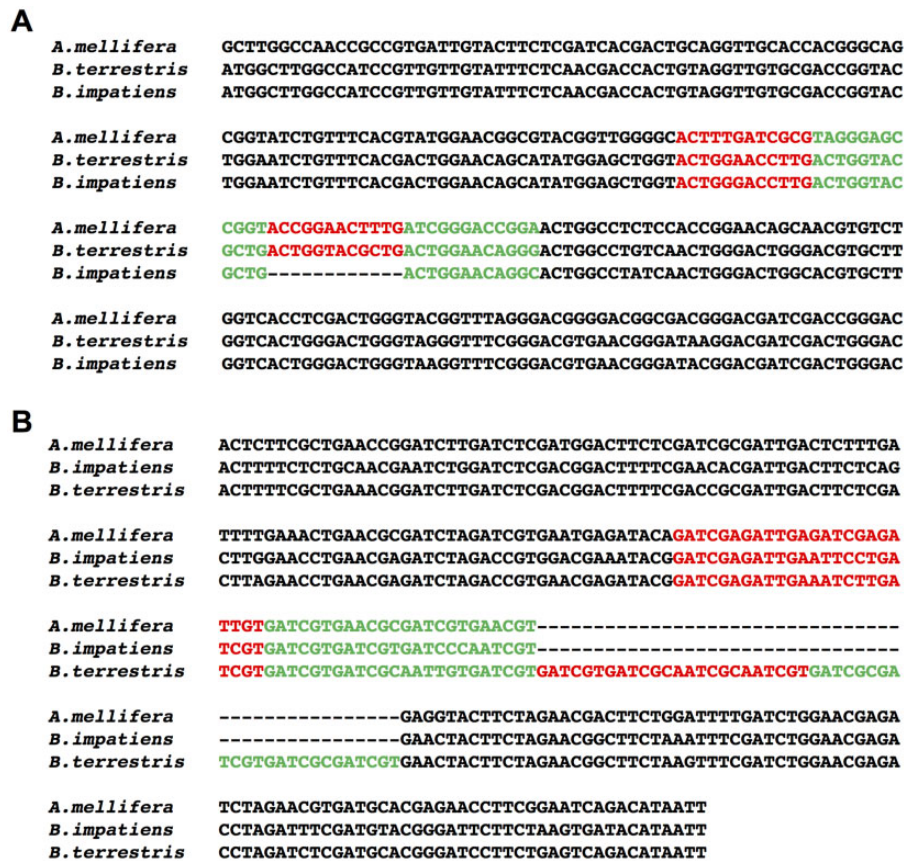 A
A.mellifera GCTTGGCCAACCGCCGTGATTGTACTTCTCGATCACGACTGCAGGTTGCACCACGGGCAG
B.terrestris ATGGCTTGGCCATCCGTTGTTGTATTTCTCAACGACCACTGTAGGTTGTGCGACCGGTAC
B.impatiens ATGGCTTGGCCATCCGTTGTTGTATTTCTCAACGACCACTGTAGGTTGTGCGACCGGTAC
A.mellifera CGGTATCTGTTTCACGTATGGAACGGCGTACGGTTGGGGCACTTTGATCGCGTAGGGAGC
B.terrestris TGGAATCTGTTTCACGACTGGAACAGCATATGGAGCTGGTACTGGAACCTTGACTGGTAC
B.impatiens TGGAATCTGTTTCACGACTGGAACAGCATATGGAGCTGGTACTGGGACCTTGACTGGTAC
A.mellifera CGGTACCGGAACTTTGATCGGGACCGGAACTGGCCTCTCCACCGGAACAGCAACGTGTCT
B.terrestris GCTGACTGGTACGCTGACTGGAACAGGGACTGGCCTGTCAACTGGGACTGGGACGTGCTT
B.impatiens GCTG------------ACTGGAACAGGCACTGGCCTATCAACTGGGACTGGCACGTGCTT
A.mellifera GGTCACCTCGACTGGGTACGGTTTAGGGACGGGGACGGCGACGGGACGATCGACCGGGAC
B.terrestris GGTCACTGGGACTGGGTAGGGTTTCGGGACGTGAACGGGATAAGGACGATCGACTGGGAC
B.impatiens GGTCACTGGGACTGGGTAAGGTTTCGGGACGTGAACGGGATACGGACGATCGACTGGGAC
B
A.mellifera ACTCTTCGCTGAACCGGATCTTGATCTCGATGGACTTCTCGATCGCGATTGACTCTTTGA
B.impatiens ACTTTTCTCTGCAACGAATCTGGATCTCGACGGACTTTTCGAACACGATTGACTTCTCAG
B.terrestris ACTTTTCGCTGAAACGGATCTTGATCTCGACGGACTTTTCGACCGCGATTGACTTCTCGA
A.mellifera TTTTGAAACTGAACGCGATCTAGATCGTGAATGAGATACAGATCGAGATTGAGATCGAGA
B.impatiens CTTGGAACCTGAACGAGATCTAGACCGTGGACGAAATACGGATCGAGATTGAATTCCTGA
B.terrestris CTTAGAACCTGAACGAGATCTAGACCGTGAACGAGATACGGATCGAGATTGAAATCTTGA
A.mellifera TTGTGATCGTGAACGCGATCGTGAACGT--------------------------------
B.impatiens TCGTGATCGTGATCGTGATCCCAATCGT--------------------------------
B.terrestris TCGTGATCGTGATCGCAATTGTGATCGTGATCGTGATCGCAATCGCAATCGTGATCGCGA
A.mellifera ----------------GAGGTACTTCTAGAACGACTTCTGGATTTTGATCTGGAACGAGA
B.impatiens ----------------GAACTACTTCTAGAACGGCTTCTAAATTTCGATCTGGAACGAGA
B.terrestris TCGTGATCGCGATCGTGAACTACTTCTAGAACGGCTTCTAAGTTTCGATCTGGAACGAGA
A.mellifera TCTAGAACGTGATGCACGAGAACCTTCGGAATCAGACATAATT
B.impatiens CCTAGATTTCGATGTACGGGATTCTTCTAAGTGATACATAATT
B.terrestris CCTAGATCTCGATGCACGGGATCCTTCTGAGTCAGACATAATT